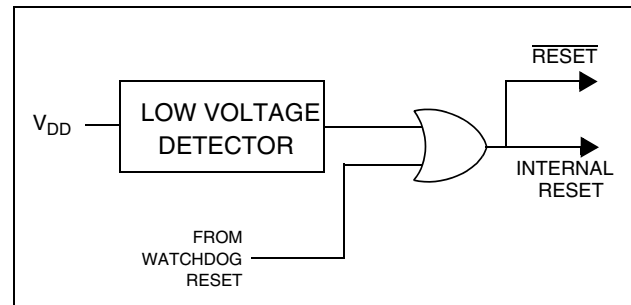 RESET
V_DD
LOW VOLTAGE
DETECTOR
INTERNAL
RESET
FROM
WATCHDOG
RESET